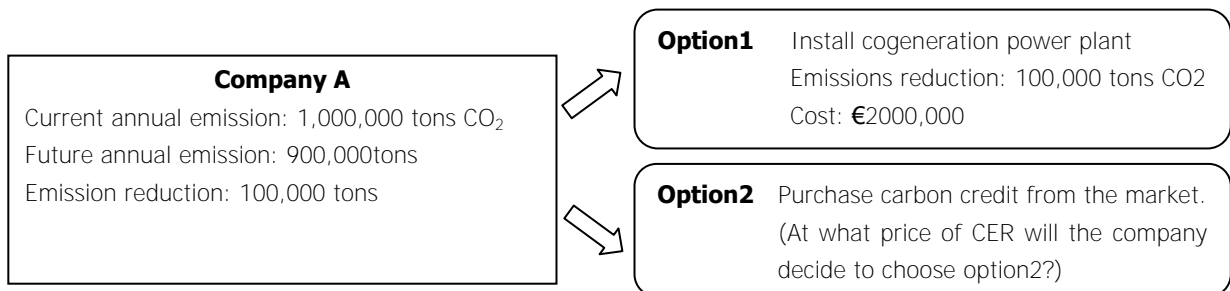 Company A
Current annual emission: 1,000,000 tons CO₂
Future annual emission: 900,000tons
Emission reduction: 100,000 tons
Option1 Install cogeneration power plant
Emissions reduction: 100,000 tons CO2
Cost: €2000,000
Option2 Purchase carbon credit from the market.
(At what price of CER will the company
decide to choose option2?)